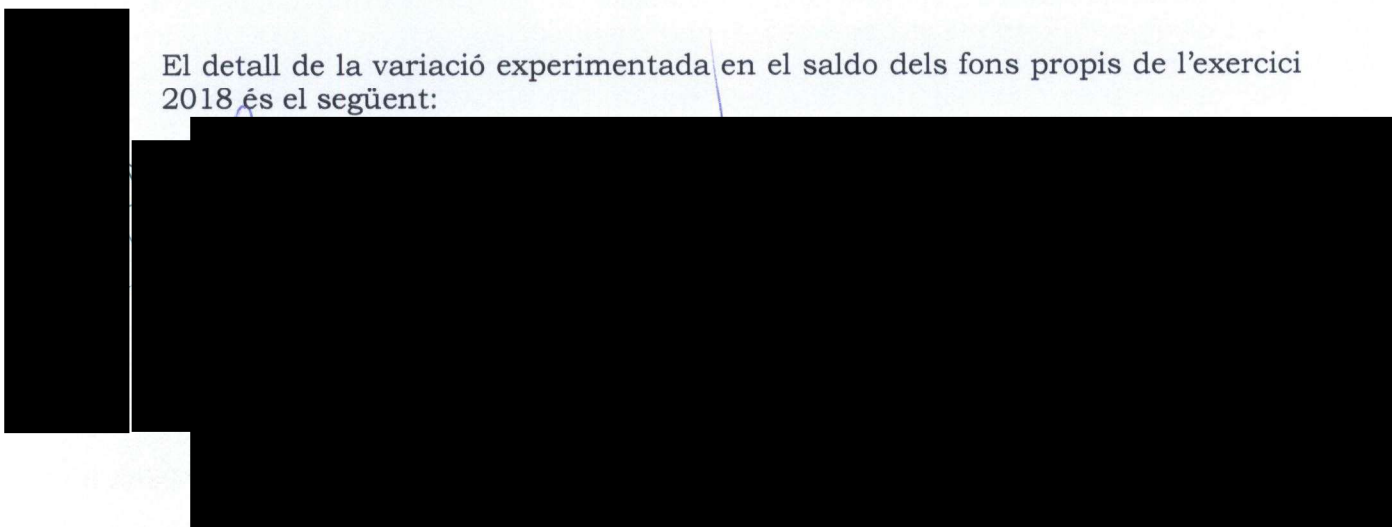 El detall de la variació experimentada en el saldo dels fons propis de l’exercici
2018 és el següent: